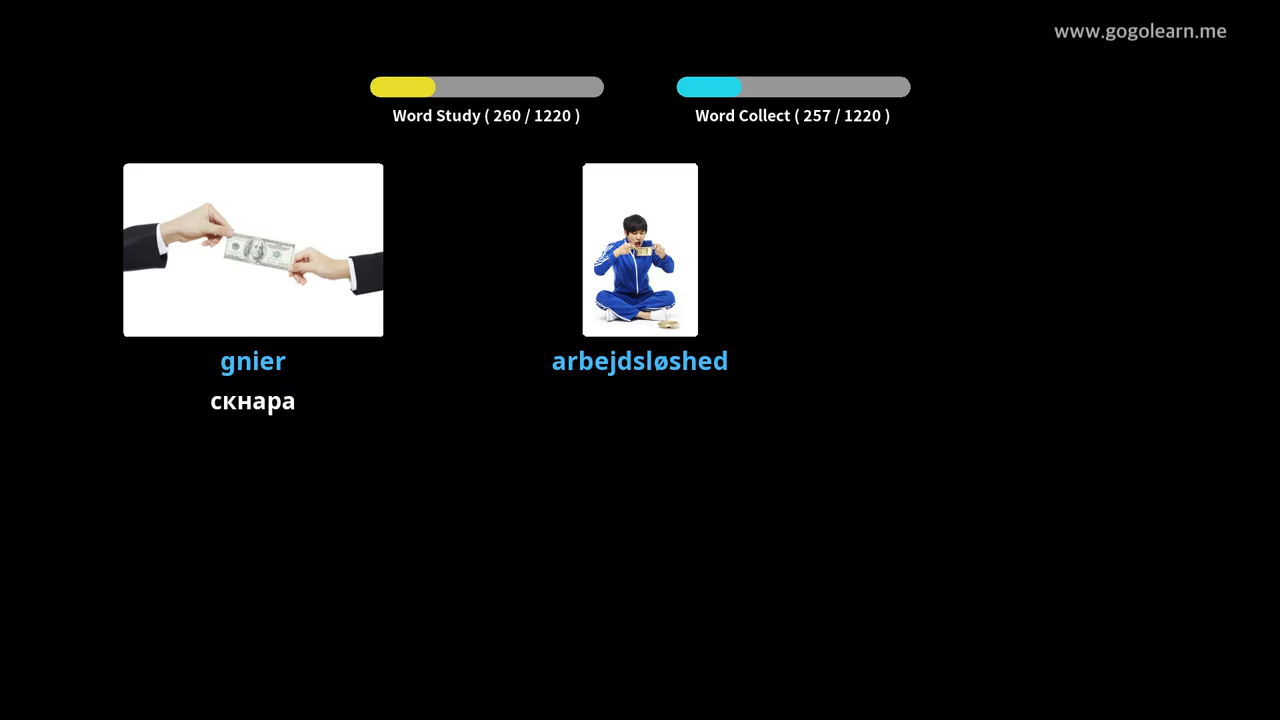 www.gogolearn.me
Word Study ( 260 / 1220 )
Word Collect ( 257 / 1220 )
gnier
arbejdsløshed
скнара